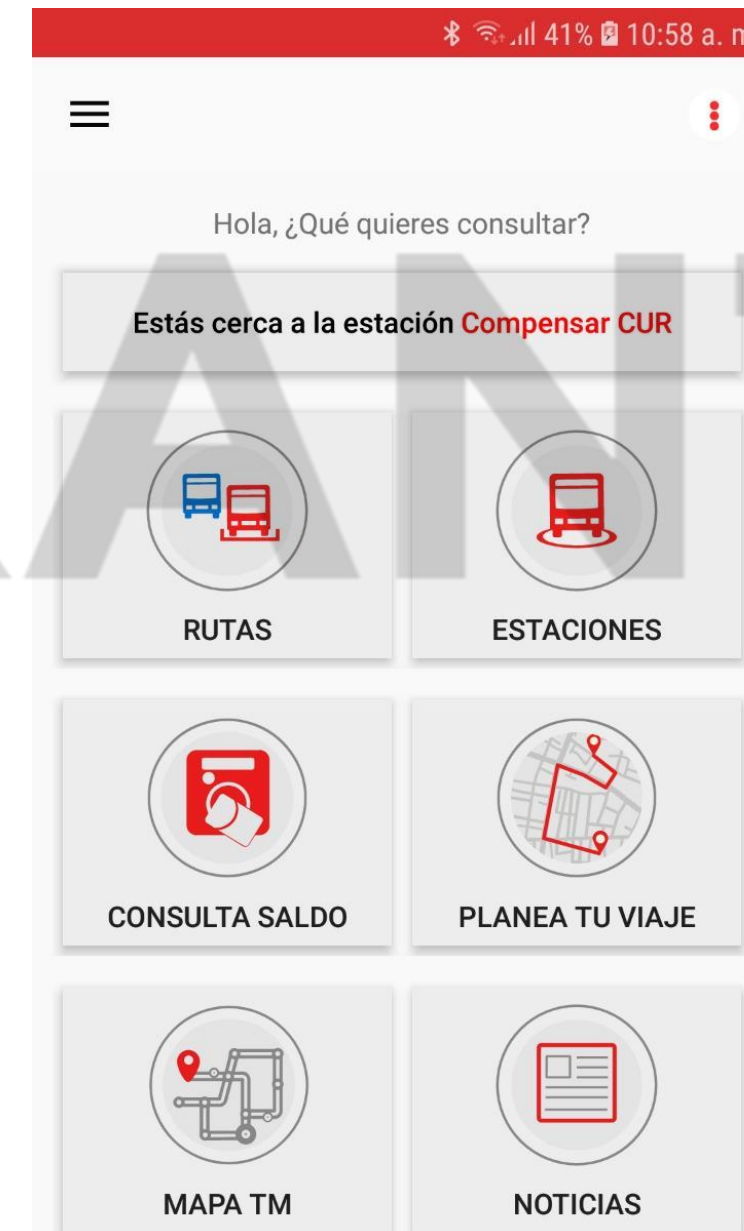 41% 10:58 a. m
Hola, ¿Qué quieres consultar?
Estás cerca a la estación Compensar CUR
RUTAS ESTACIONES
CONSULTA SALDO PLANEA TU VIAJE
MAPA TM NOTICIAS